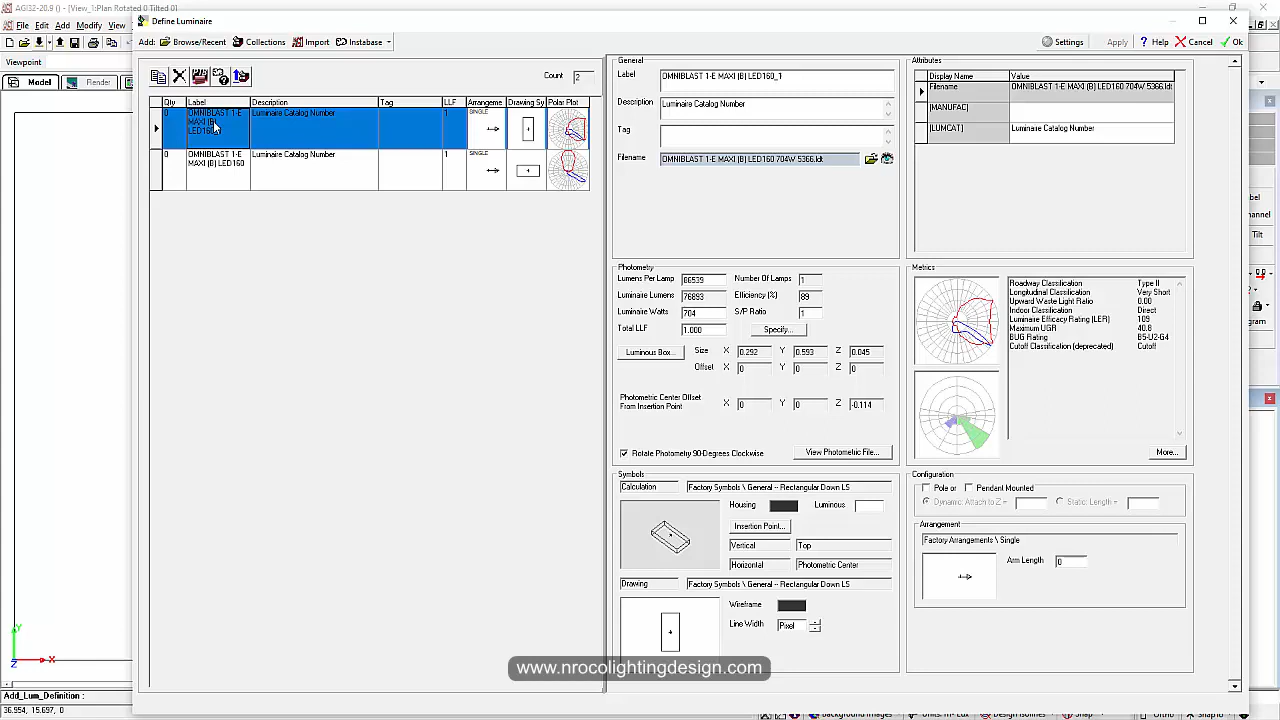 AGI32-20.9 () - [View_1:Plan Rotated 0 Tilted 0]
File Edit Add Modify View
Viewpoint
Model Render
Define Luminaire
Add: Browse/Recent Collections Import Instabase Settings Apply Help Cancel Ok
Count 2
Qty Label Description Tag LLF Arrangeme Drawing Sy Polar Plot
0 OMNIBLAST 1-E MAXI (B) LED160_1 Luminaire Catalog Number 1 SINGLE
0 OMNIBLAST 1-E MAXI (B) LED160 Luminaire Catalog Number 1 SINGLE
General
Label OMNIBLAST 1-E MAXI (B) LED160_1
Description Luminaire Catalog Number
Tag
Filename OMNIBLAST 1-E MAXI (B) LED160 704W 5366.ldt
Attributes
Display Name Value
Filename OMNIBLAST 1-E MAXI (B) LED160 704W 5366.ldt
[MANUFAC]
[LUMCAT] Luminaire Catalog Number
Photometry
Lumens Per Lamp 86539 Number Of Lamps 1
Luminaire Lumens 76893 Efficiency (%) 89
Luminaire Watts 704 S/P Ratio 1
Total LLF 1.000 Specify...
Luminous Box... Size X 0.292 Y 0.593 Z 0.045
Offset X 0 Y 0 Z 0
Photometric Center Offset From Insertion Point X 0 Y 0 Z -0.114
Rotate Photometry 90-Degrees Clockwise View Photometric File...
Metrics
Roadway Classification Type II
Longitudinal Classification Very Short
Upward Waste Light Ratio 0.00
Indoor Classification Direct
Luminaire Efficacy Rating (LER) 109
Maximum UGR 40.8
BUG Rating B5-U2-G4
Cutoff Classification (deprecated) Cutoff
More...
Symbols
Calculation Factory Symbols \ General -- Rectangular Down LS
Housing Luminous
Insertion Point...
Vertical Top
Horizontal Photometric Center
Drawing Factory Symbols \ General -- Rectangular Down LS
Wireframe
Line Width Pixel
Configuration
Pole or Pendant Mounted
Dynamic: Attach to Z = Static: Length =
Arrangement
Factory Arrangements \ Single
Arm Length 0
www.nrocolightingdesign.com
Y
X
Z
Add_Lum_Definition :
36.954, 15.697, 0